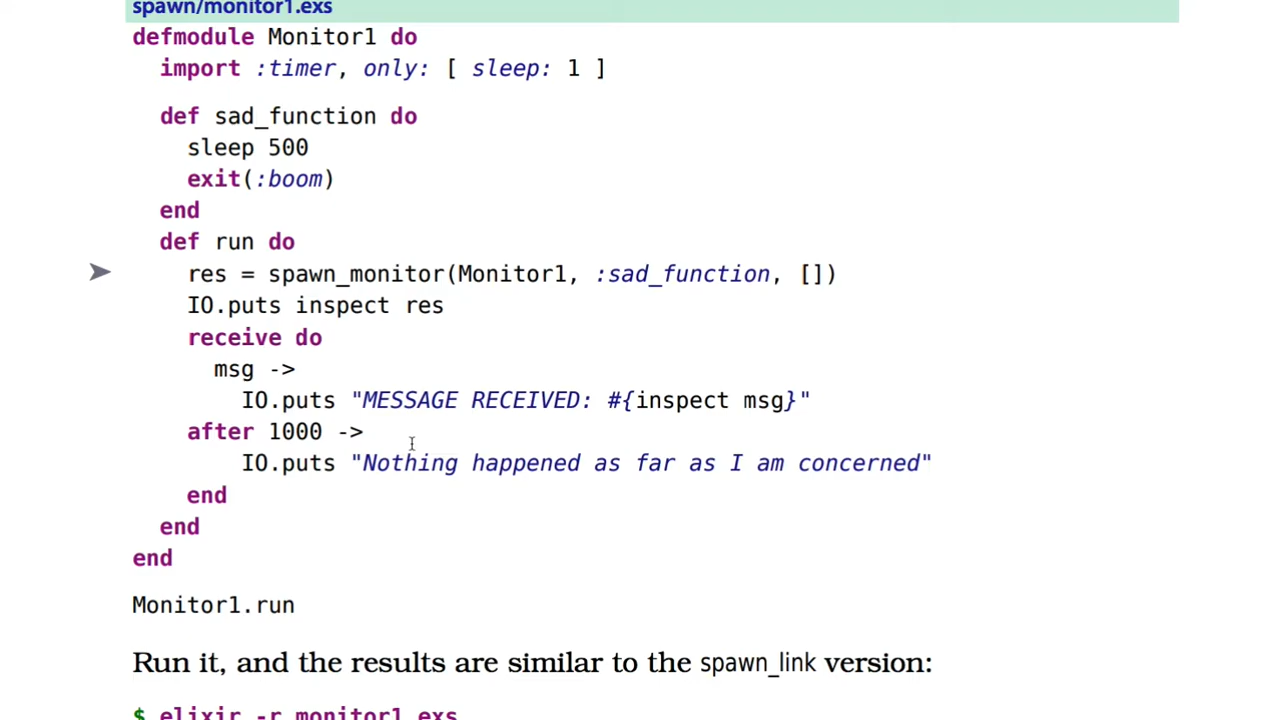 spawn/monitor1.exs
defmodule Monitor1 do
  import :timer, only: [ sleep: 1 ]
  def sad_function do
    sleep 500
    exit(:boom)
  end
  def run do
    res = spawn_monitor(Monitor1, :sad_function, [])
    IO.puts inspect res
    receive do
      msg ->
        IO.puts "MESSAGE RECEIVED: #{inspect msg}"
    after 1000 ->
        IO.puts "Nothing happened as far as I am concerned"
    end
  end
end
Monitor1.run
Run it, and the results are similar to the spawn_link version:
$ elixir -r monitor1.exs